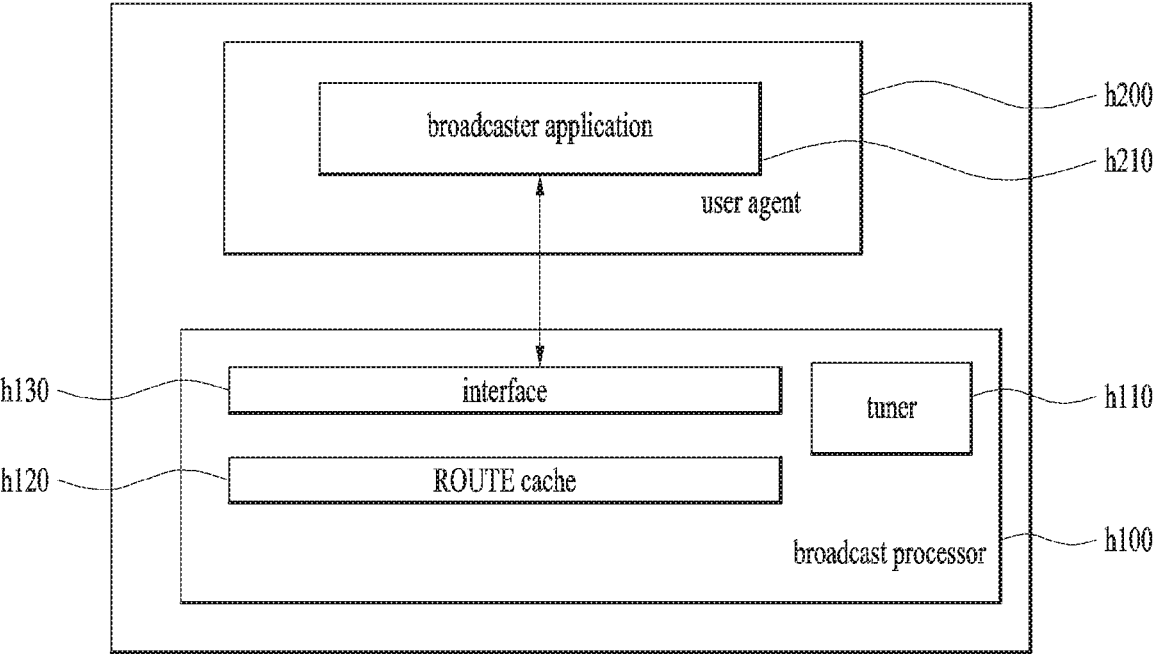 h200
broadcaster application
h210
user agent
h130
interface
h110
tuner
h120
ROUTE cache
h100
broadcast processor